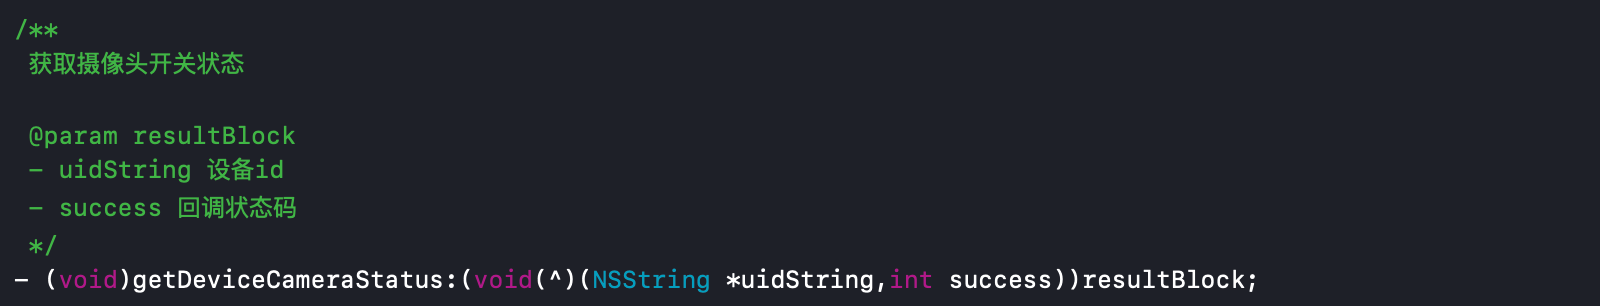 /**
 获取摄像头开关状态

 @param resultBlock
 - uidString 设备id
 - success 回调状态码
 */
- (void)getDeviceCameraStatus:(void(^)(NSString *uidString,int success))resultBlock;